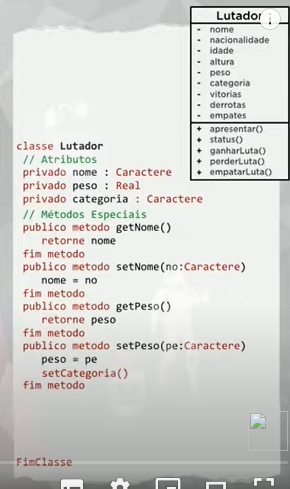 Lutador
- nome
- nacionalidade
- idade
- altura
- peso
- categoria
- vitorias
- derrotas
- empates
+ apresentar()
+ status()
+ ganharLuta()
+ perderLuta()
+ empatarLuta()
classe Lutador
// Atributos
privado nome : Caractere
privado peso : Real
privado categoria : Caractere
// Métodos Especiais
publico metodo getNome()
retorne nome
fim metodo
publico metodo setNome(no:Caractere)
nome = no
fim metodo
publico metodo getPeso()
retorne peso
fim metodo
publico metodo setPeso(pe:Caractere)
peso = pe
setCategoria()
fim metodo
FimClasse